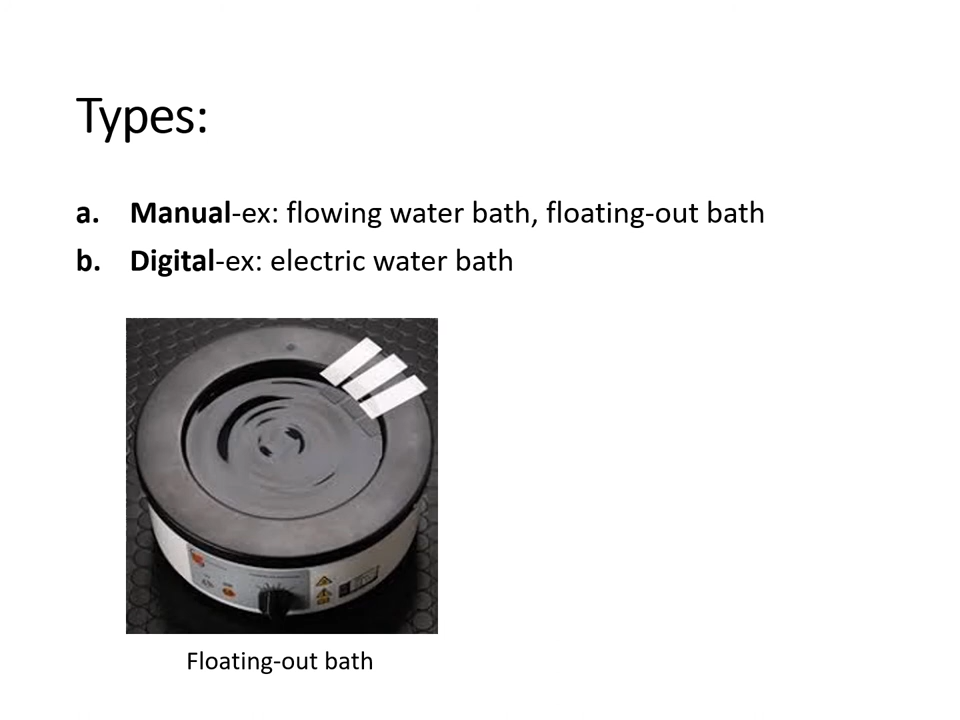 Types:
a. Manual-ex: flowing water bath, floating-out bath
b. Digital-ex: electric water bath
Floating-out bath